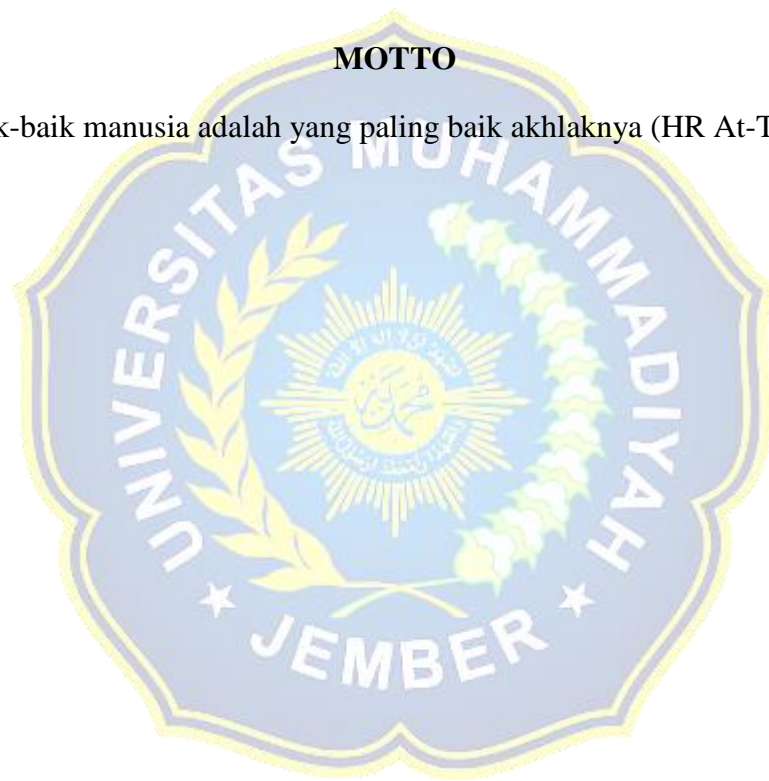 MOTTO
k-baik manusia adalah yang paling baik akhlaknya (HR At-T
UNIVERSITAS MUHAMMADIYAH
JEMBER